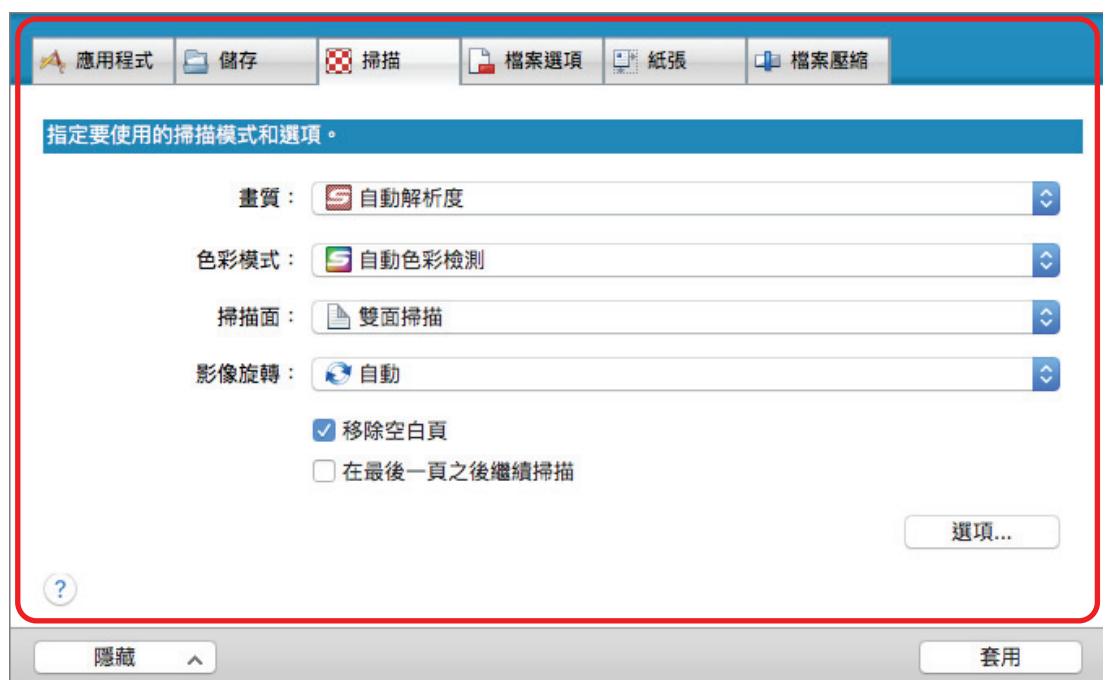 應用程式 儲存 掃描 檔案選項 紙張 檔案壓縮
指定要使用的掃描模式和選項。
畫質： 自動解析度
色彩模式： 自動色彩檢測
掃描面： 雙面掃描
影像旋轉： 自動
移除空白頁
在最後一頁之後繼續掃描
選項...
?
隱藏 套用